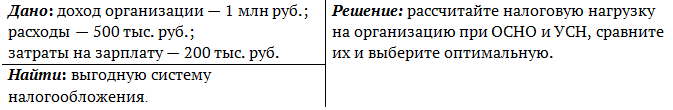 Дано: доход организации — 1 млн руб.;
расходы — 500 тыс. руб.;
затраты на зарплату — 200 тыс. руб.
Найти: выгодную систему
налогообложения.
Решение: рассчитайте налоговую нагрузку
на организацию при ОСНО и УСН, сравните
их и выберите оптимальную.